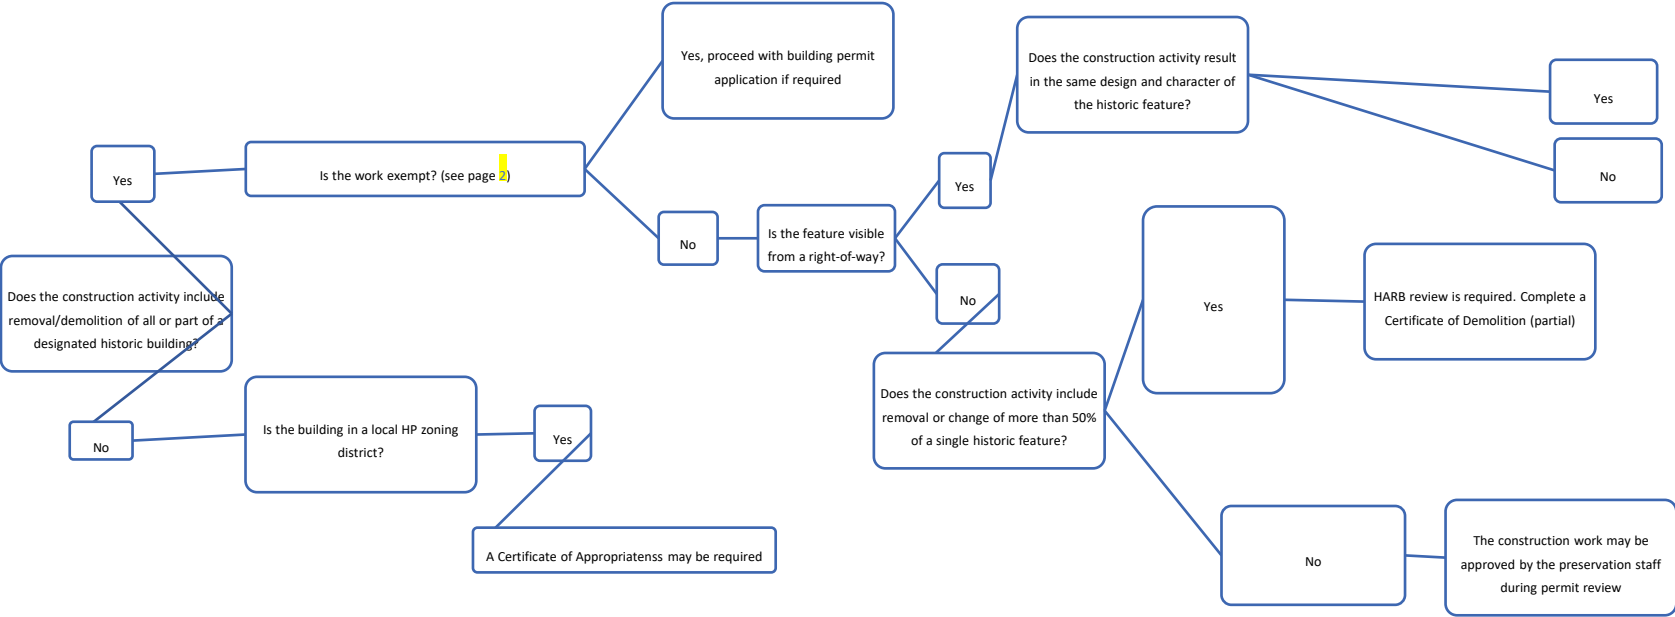 Yes, proceed with building permit
application if required
Does the construction activity result
in the same design and character of
the historic feature?
Yes
No
Yes
Is the work exempt? (see page 2)
Yes
No
Is the feature visible
from a right-of-way?
No
Does the construction activity include
removal/demolition of all or part of a
designated historic building?
Yes
HARB review is required. Complete a
Certificate of Demolition (partial)
Does the construction activity include
removal or change of more than 50%
of a single historic feature?
No
Is the building in a local HP zoning
district?
Yes
A Certificate of Appropriatenss may be required
No
The construction work may be
approved by the preservation staff
during permit review